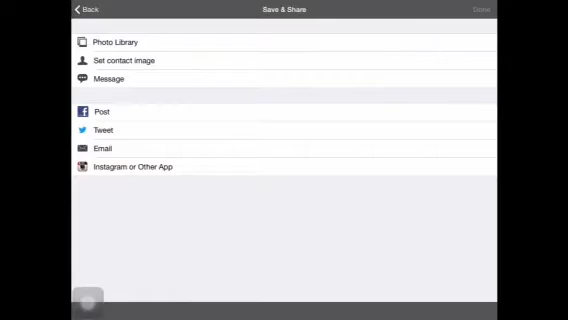 Back
Save & Share
Done
Photo Library
Set contact image
Message
Post
Tweet
Email
Instagram or Other App